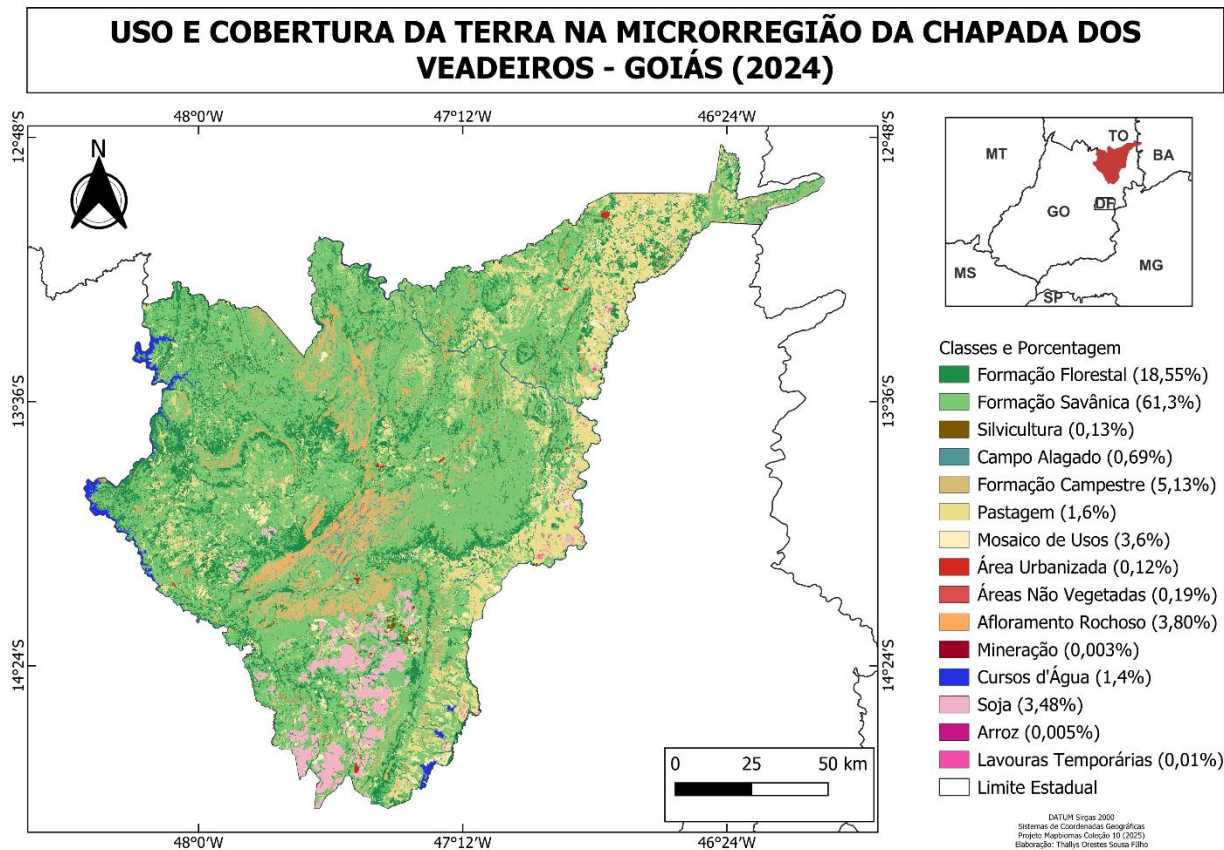 USO E COBERTURA DA TERRA NA MICRORREGIÃO DA CHAPADA DOS
VEADEIROS - GOIÁS (2024)
48°0'W
47°12'W
46°24'W
12°48'S
13°36'S
14°24'S
N
12°48'S
13°36'S
14°24'S
0 25 50 km
48°0'W
47°12'W
46°24'W
MT
TO
BA
GO
DF
MS
MG
SP
Classes e Porcentagem
Formação Florestal (18,55%)
Formação Savânica (61,3%)
Silvicultura (0,13%)
Campo Alagado (0,69%)
Formação Campestre (5,13%)
Pastagem (1,6%)
Mosaico de Usos (3,6%)
Área Urbanizada (0,12%)
Áreas Não Vegetadas (0,19%)
Afloramento Rochoso (3,80%)
Mineração (0,003%)
Cursos d'Água (1,4%)
Soja (3,48%)
Arroz (0,005%)
Lavouras Temporárias (0,01%)
Limite Estadual
DATUM Sirgas 2000
Sistemas de Coordenadas Geográficas
Projeto Mapbiomas Coleção 10 (2025)
Elaboração: Thallys Orestes Sousa Filho